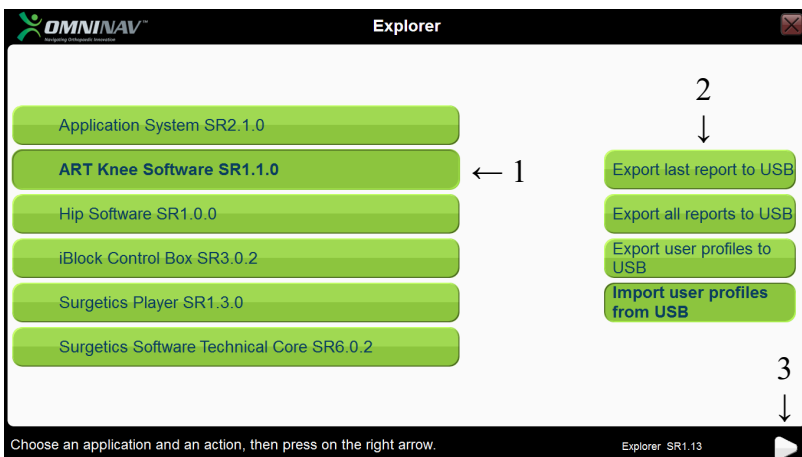 OMNINAV™
Navigating Orthopaedic Innovation
Explorer
2
↓
Application System SR2.1.0
ART Knee Software SR1.1.0
← 1
Export last report to USB
Hip Software SR1.0.0
Export all reports to USB
iBlock Control Box SR3.0.2
Export user profiles to
USB
Surgetics Player SR1.3.0
Import user profiles
from USB
Surgetics Software Technical Core SR6.0.2
3
↓
Choose an application and an action, then press on the right arrow.
Explorer SR1.13